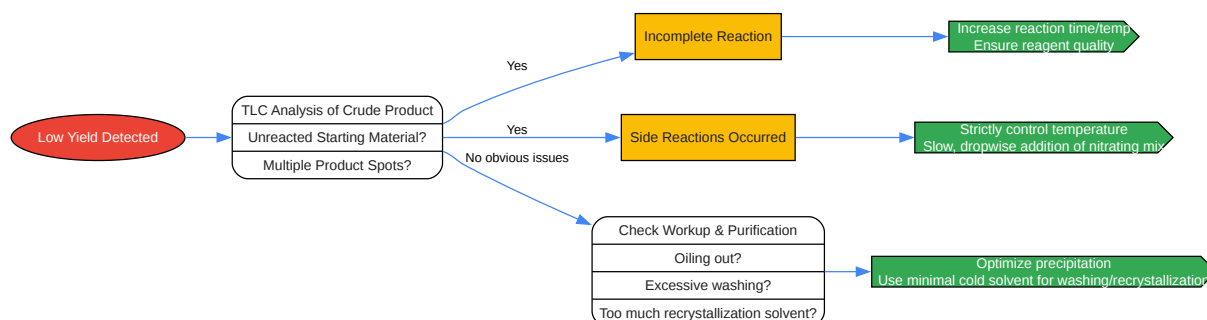 Low Yield Detected
TLC Analysis of Crude Product
Unreacted Starting Material?
Multiple Product Spots?
Yes
Incomplete Reaction
Increase reaction time/temp
Ensure reagent quality
Yes
Side Reactions Occurred
Strictly control temperature
Slow, dropwise addition of nitrating mix
No obvious issues
Check Workup & Purification
Oiling out?
Excessive washing?
Too much recrystallization solvent?
Optimize precipitation
Use minimal cold solvent for washing/recrystallization